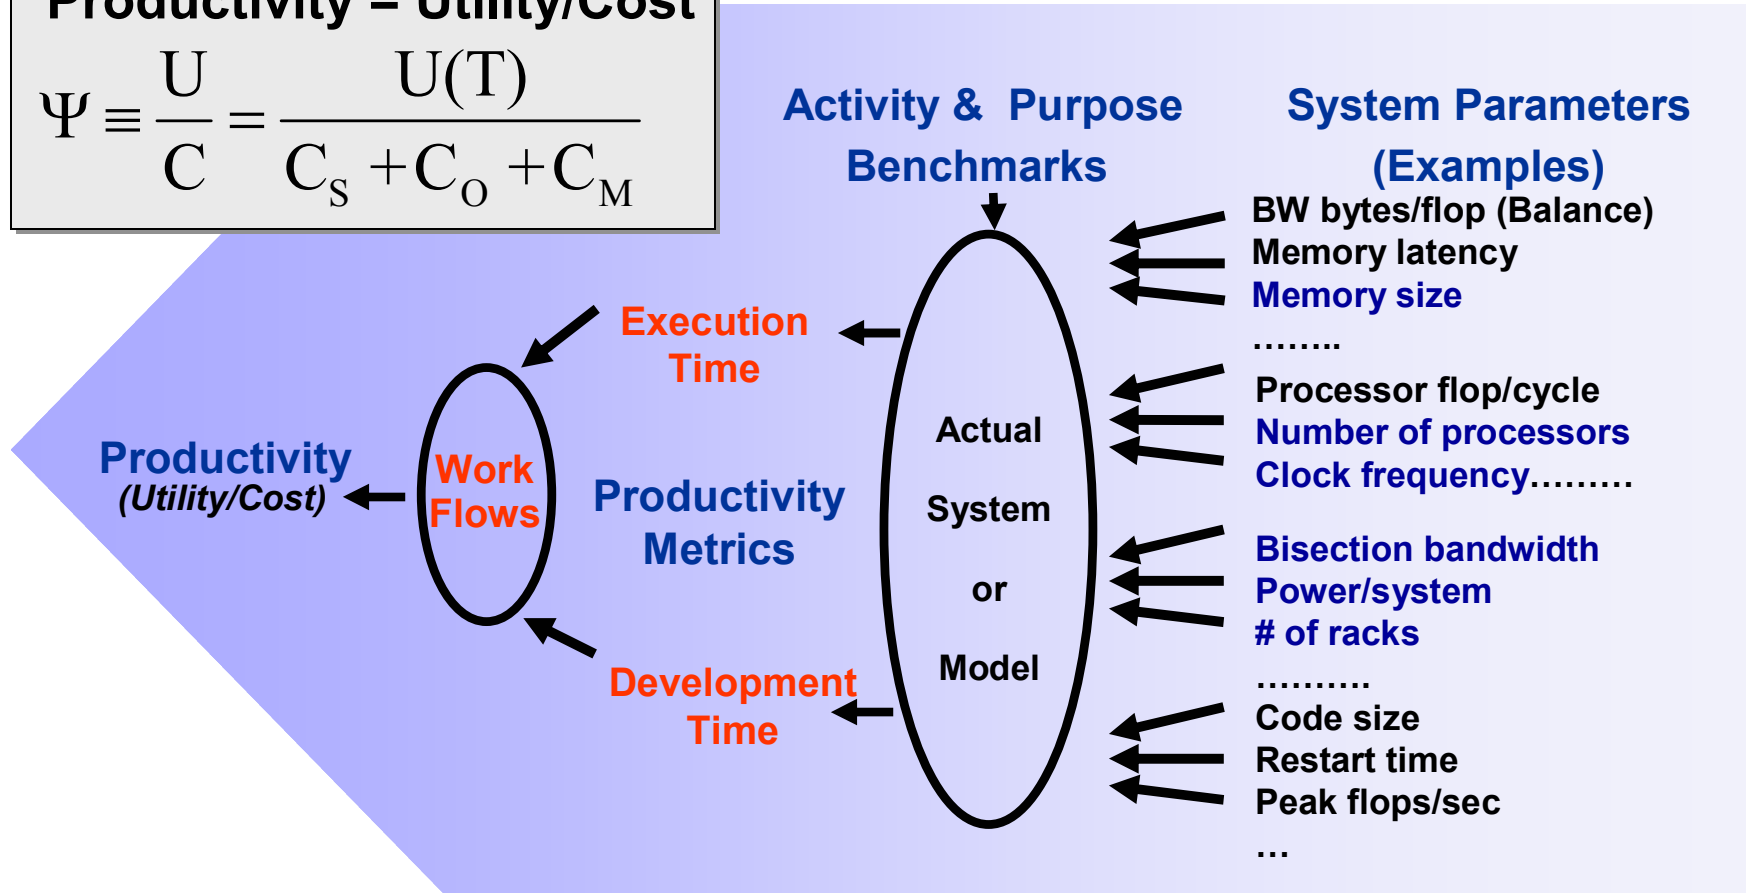 Productivity = Utility/Cost
Ψ ≡ U/C = U(T)/(C_S + C_O + C_M)
Activity & Purpose
Benchmarks
System Parameters
(Examples)
BW bytes/flop (Balance)
Memory latency
Memory size
……..
Processor flop/cycle
Number of processors
Clock frequency………
Bisection bandwidth
Power/system
# of racks
……….
Code size
Restart time
Peak flops/sec
…
Actual
System
or
Model
Execution
Time
Productivity
Metrics
Development
Time
Work
Flows
Productivity
(Utility/Cost)